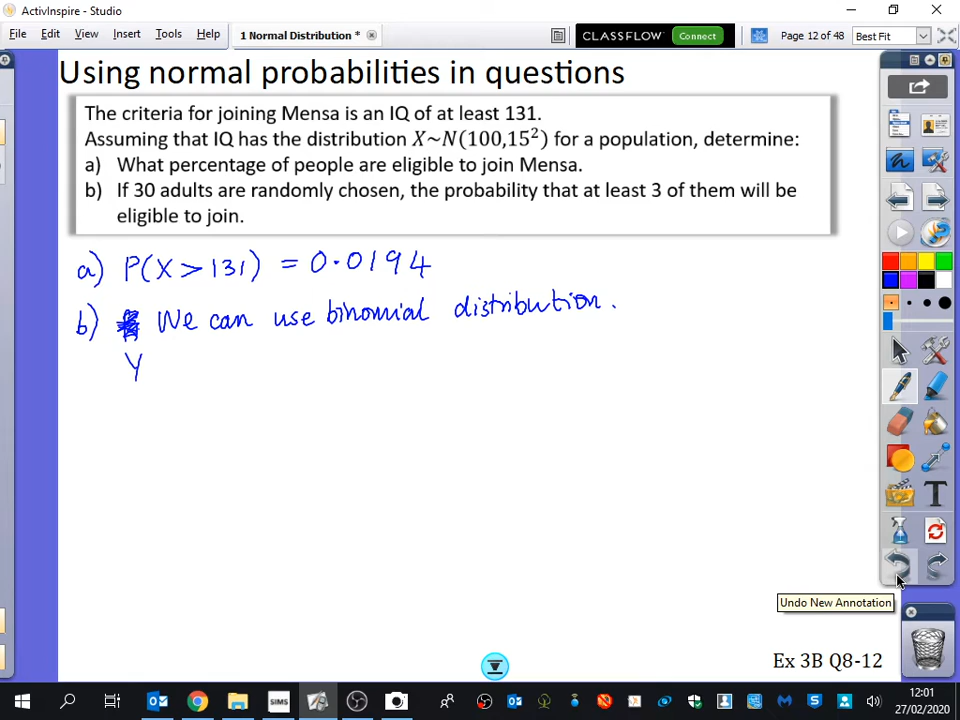 ActivInspire - Studio
File Edit View Insert Tools Help
1 Normal Distribution *
CLASSFLOW Connect
Page 12 of 48
Best Fit
Using normal probabilities in questions
The criteria for joining Mensa is an IQ of at least 131.
Assuming that IQ has the distribution X~N(100,15²) for a population, determine:
a) What percentage of people are eligible to join Mensa.
b) If 30 adults are randomly chosen, the probability that at least 3 of them will be
eligible to join.
a) P(X > 131) = 0.0194
b) We can use binomial distribution.
Y
Undo New Annotation
Ex 3B Q8-12
SIMS
12:01
27/02/2020